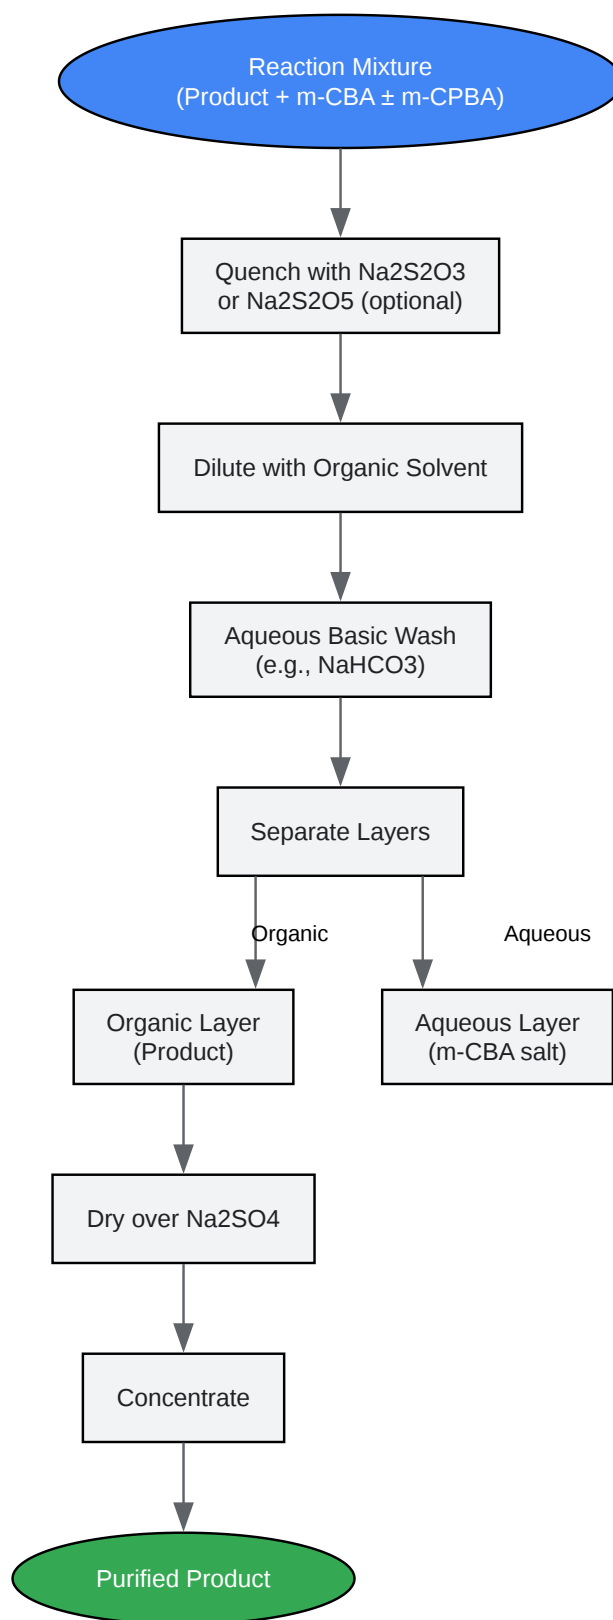 Reaction Mixture
(Product + m-CBA ± m-CPBA)
Quench with Na2S2O3
or Na2S2O5 (optional)
Dilute with Organic Solvent
Aqueous Basic Wash
(e.g., NaHCO3)
Separate Layers
Organic
Aqueous
Organic Layer
(Product)
Aqueous Layer
(m-CBA salt)
Dry over Na2SO4
Concentrate
Purified Product